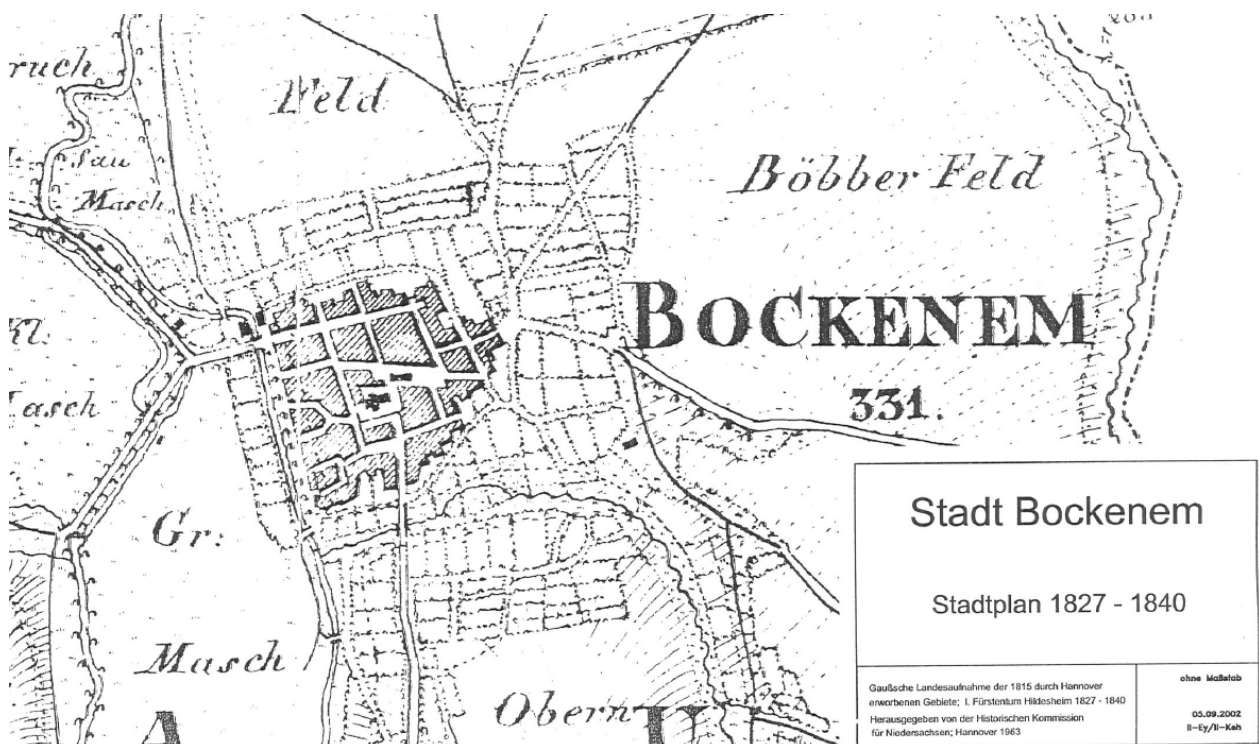 ruch
Feld
Sau
Masch
Böbber Feld
BOCKENEM
331.
Kl:
asch
Gr:
Masch
Obern
Stadt Bockenem
Stadtplan 1827 - 1840
Gaußsche Landesaufnahme der 1815 durch Hannover
erworbenen Gebiete; I. Fürstentum Hildesheim 1827 - 1840
Herausgegeben von der Historischen Kommission
für Niedersachsen; Hannover 1963
ohne Maßstab
05.09.2002
II-Ey/II-Keh